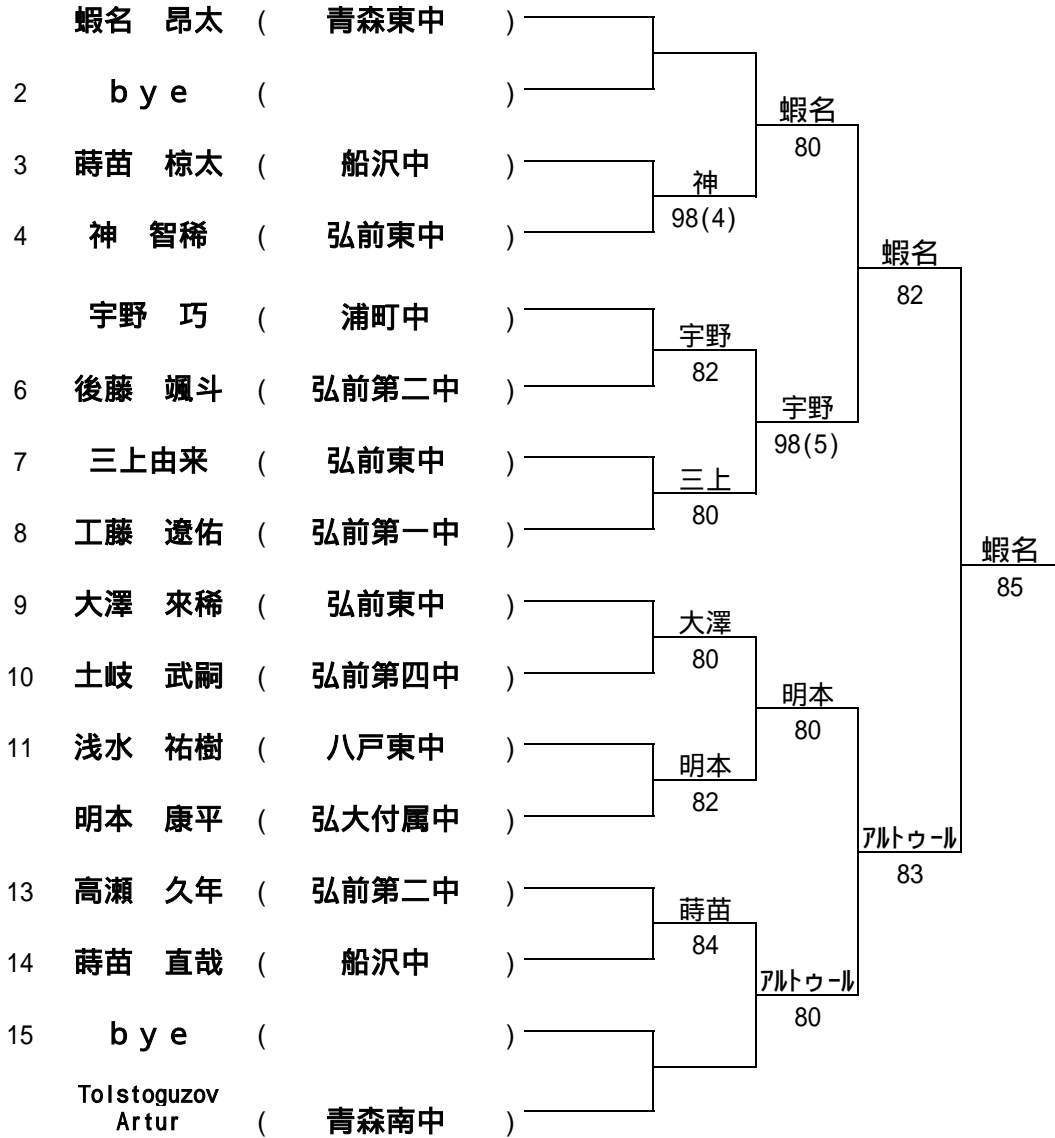 蝦名 昂太 ( 青森東中 )
2 bye ( )
蝦名
80
3 蒔苗 椋太 ( 船沢中 )
神
98(4)
4 神 智稀 ( 弘前東中 )
蝦名
82
宇野 巧 ( 浦町中 )
宇野
82
6 後藤 颯斗 ( 弘前第二中 )
宇野
98(5)
7 三上由来 ( 弘前東中 )
三上
80
8 工藤 遼佑 ( 弘前第一中 )
蝦名
85
9 大澤 來稀 ( 弘前東中 )
大澤
80
10 土岐 武嗣 ( 弘前第四中 )
明本
80
11 浅水 祐樹 ( 八戸東中 )
明本
82
明本 康平 ( 弘大付属中 )
アルトゥール
83
13 高瀬 久年 ( 弘前第二中 )
蒔苗
84
14 蒔苗 直哉 ( 船沢中 )
アルトゥール
80
15 bye ( )
Tolstoguzov
Artur ( 青森南中 )